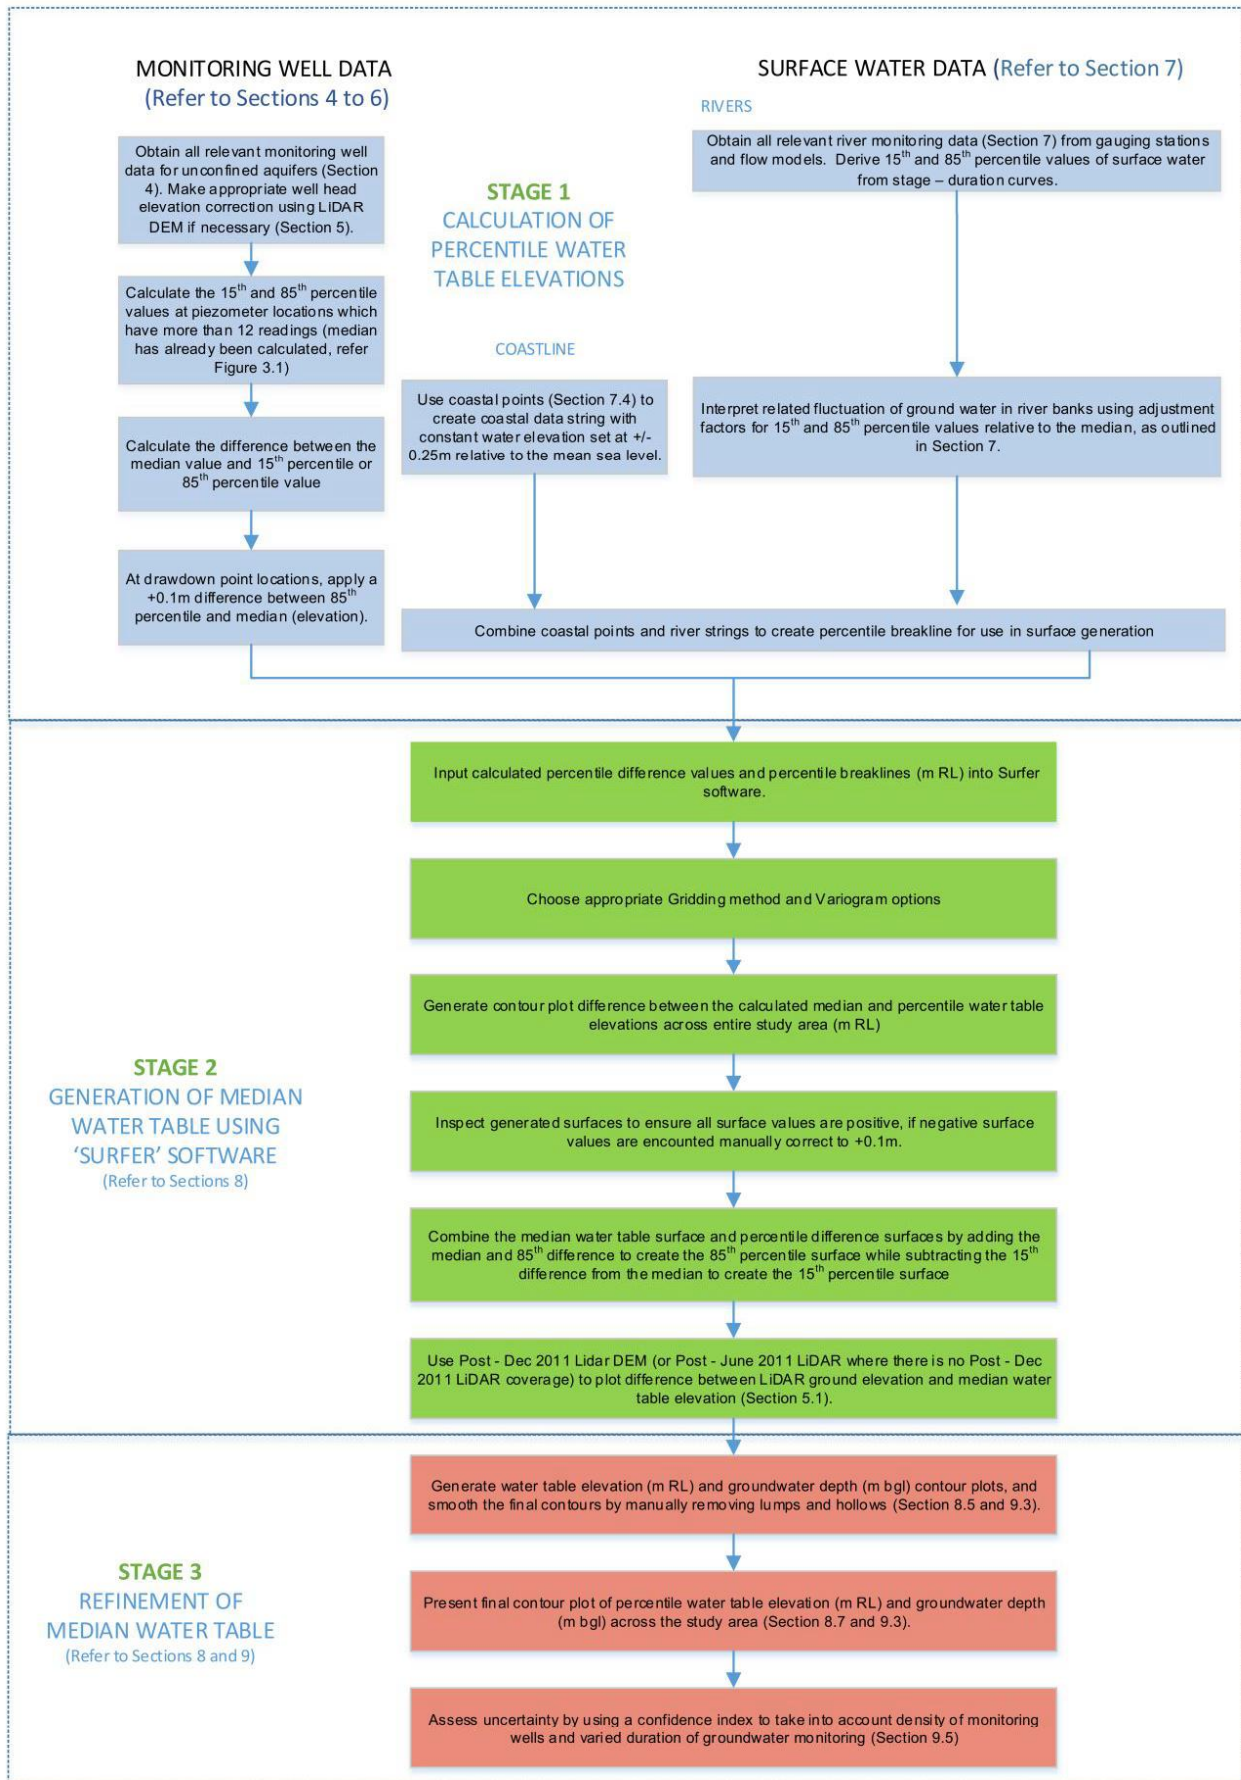 MONITORING WELL DATA
(Refer to Sections 4 to 6)
Obtain all relevant monitoring well
data for unconfined aquifers (Section
4). Make appropriate well head
elevation correction using LiDAR
DEM if necessary (Section 5).
Calculate the 15th and 85th percentile
values at piezometer locations which
have more than 12 readings (median
has already been calculated, refer
Figure 3.1)
Calculate the difference between the
median value and 15th percentile or
85th percentile value
At drawdown point locations, apply a
+0.1m difference between 85th
percentile and median (elevation).
STAGE 1
CALCULATION OF
PERCENTILE WATER
TABLE ELEVATIONS
COASTLINE
Use coastal points (Section 7.4) to
create coastal data string with
constant water elevation set at +/-
0.25m relative to the mean sea level.
SURFACE WATER DATA (Refer to Section 7)
RIVERS
Obtain all relevant river monitoring data (Section 7) from gauging stations
and flow models. Derive 15th and 85th percentile values of surface water
from stage – duration curves.
Interpret related fluctuation of ground water in river banks using adjustment
factors for 15th and 85th percentile values relative to the median, as outlined
in Section 7.
Combine coastal points and river strings to create percentile breakline for use in surface generation
STAGE 2
GENERATION OF MEDIAN
WATER TABLE USING
‘SURFER’ SOFTWARE
(Refer to Sections 8)
Input calculated percentile difference values and percentile breaklines (m RL) into Surfer
software.
Choose appropriate Gridding method and Variogram options
Generate contour plot difference between the calculated median and percentile water table
elevations across entire study area (m RL)
Inspect generated surfaces to ensure all surface values are positive, if negative surface
values are encounted manually correct to +0.1m.
Combine the median water table surface and percentile difference surfaces by adding the
median and 85th difference to create the 85th percentile surface while subtracting the 15th
difference from the median to create the 15th percentile surface
Use Post - Dec 2011 Lidar DEM (or Post - June 2011 LiDAR where there is no Post - Dec
2011 LiDAR coverage) to plot difference between LiDAR ground elevation and median water
table elevation (Section 5.1).
STAGE 3
REFINEMENT OF
MEDIAN WATER TABLE
(Refer to Sections 8 and 9)
Generate water table elevation (m RL) and groundwater depth (m bgl) contour plots, and
smooth the final contours by manually removing lumps and hollows (Section 8.5 and 9.3).
Present final contour plot of percentile water table elevation (m RL) and groundwater depth
(m bgl) across the study area (Section 8.7 and 9.3).
Assess uncertainty by using a confidence index to take into account density of monitoring
wells and varied duration of groundwater monitoring (Section 9.5)